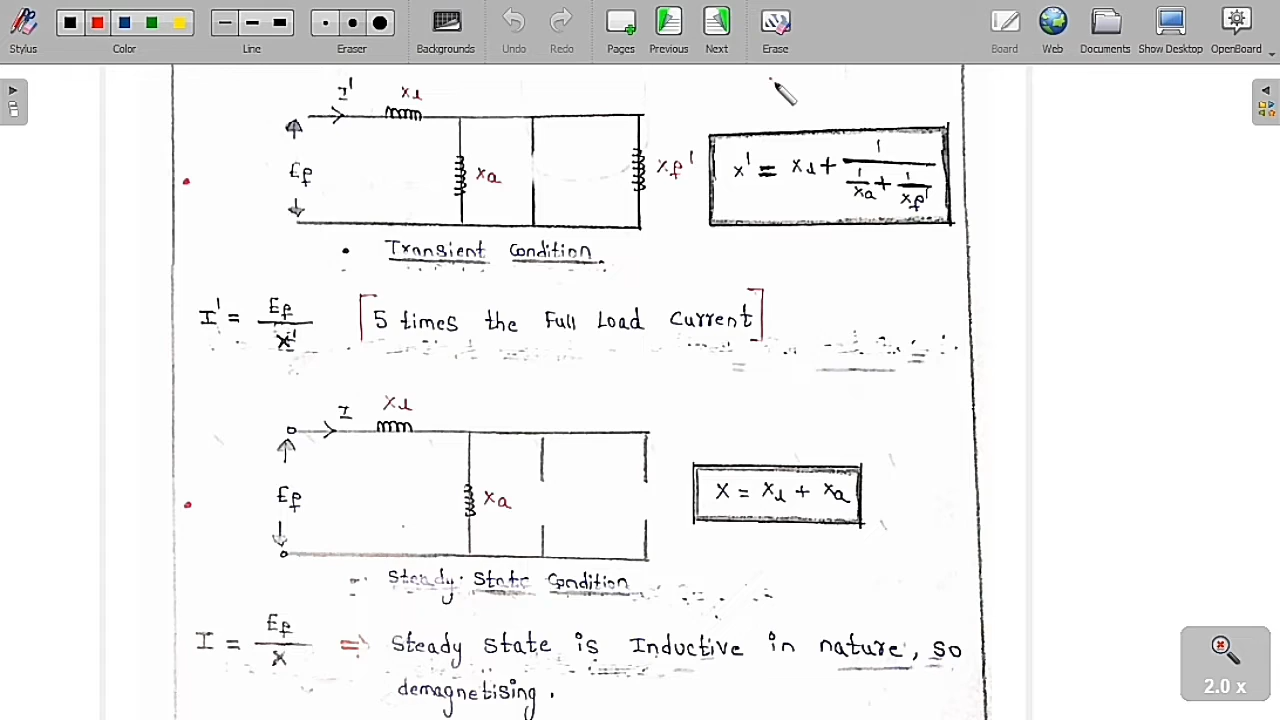 Stylus Color Line Eraser Backgrounds Undo Redo Pages Previous Next Erase Board Web Documents Show Desktop OpenBoard
I' xl
Ef xa xf' x' = xl + 1 / (1/xa + 1/xf')
• Transient Condition.
I' = Ef / x' [5 times the Full Load Current]
I xl
Ef xa X = xl + xa
Steady State Condition
I = Ef / X => Steady state is Inductive in nature, so
demagnetising.
2.0 x